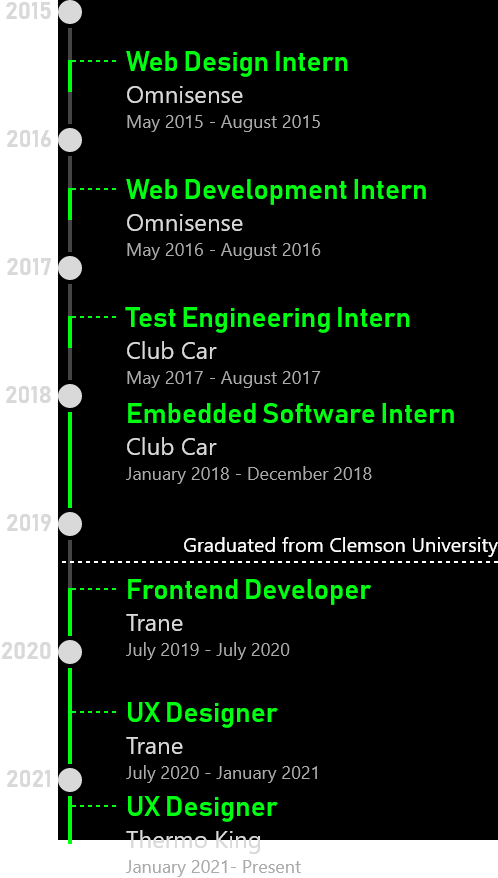 2015
Web Design Intern
Omnisense
May 2015 - August 2015
2016
Web Development Intern
Omnisense
May 2016 - August 2016
2017
Test Engineering Intern
Club Car
May 2017 - August 2017
2018
Embedded Software Intern
Club Car
January 2018 - December 2018
2019
Graduated from Clemson University
Frontend Developer
Trane
July 2019 - July 2020
2020
UX Designer
Trane
July 2020 - January 2021
2021
UX Designer
Thermo King
January 2021- Present